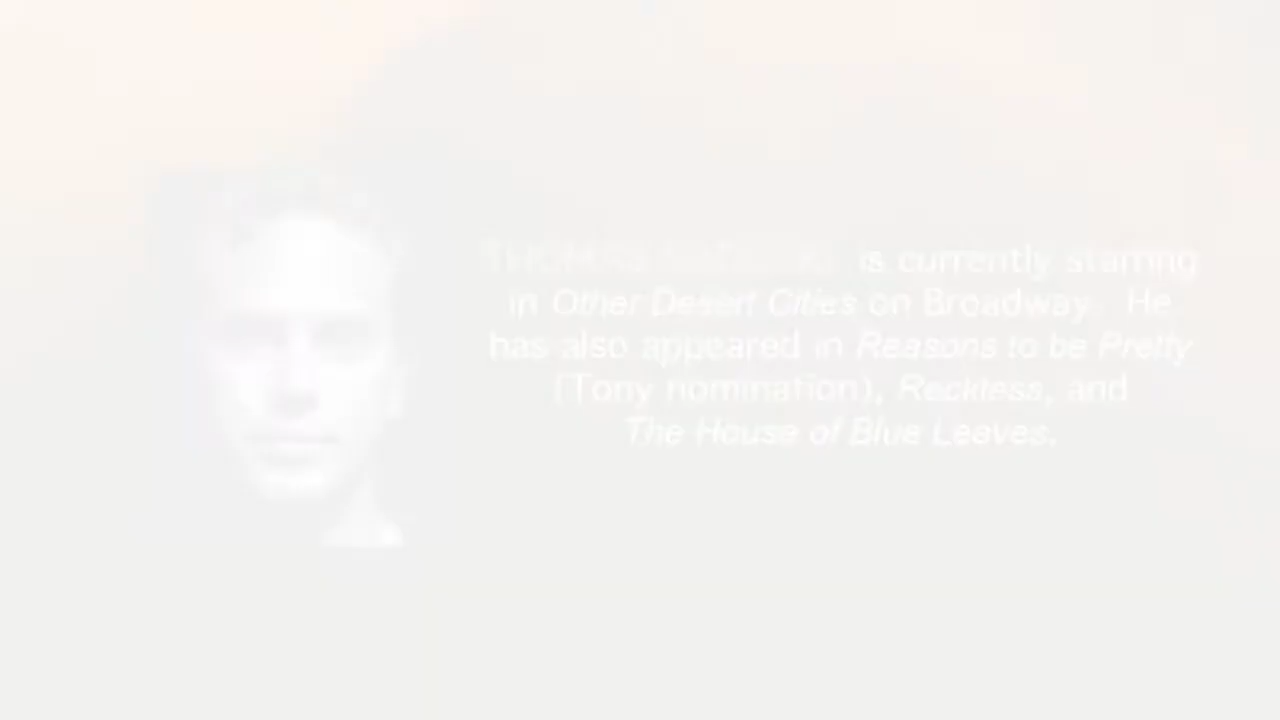 THOMAS is currently starring
in Other Desert Cities on Broadway. He
has also appeared in Reasons to be Pretty
(Tony nomination), Reckless, and
The House of Blue Leaves.